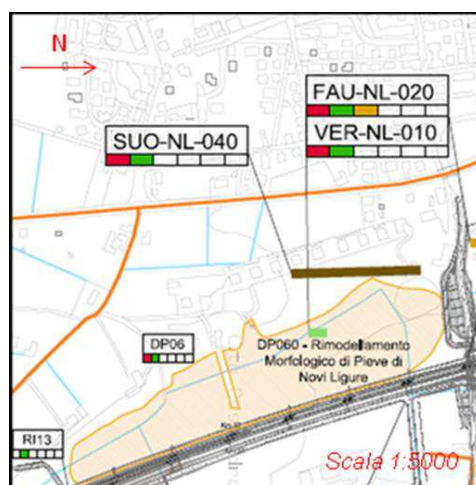 N
FAU-NL-020
SUO-NL-040
VER-NL-010
DP06
DP060 - Rimodellamento
Morfologico di Pieve di
Novi Ligure
RI13
Scala 1:5000